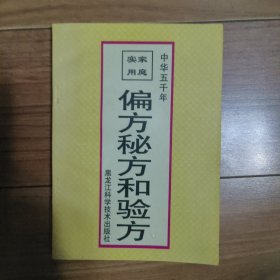 中华五千年
家庭
实用
偏方秘方和验方
黑龙江科学技术出版社